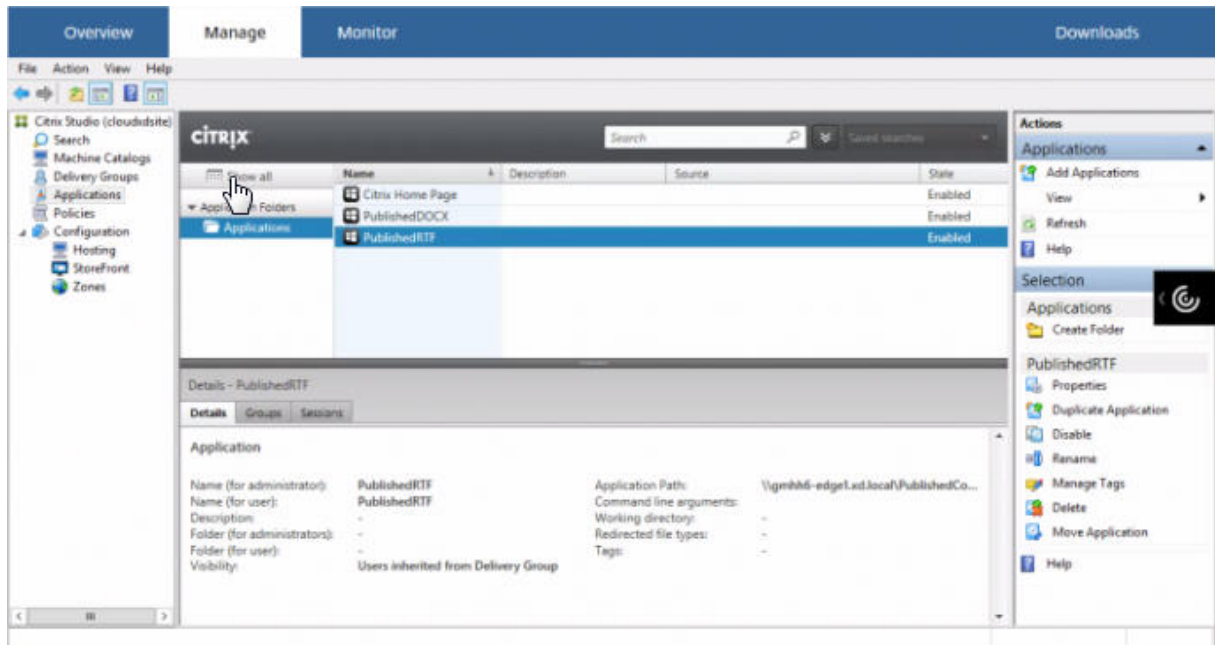 Overview Manage Monitor Downloads
File Action View Help
Citrix Studio (cloudxdsite)
Search
Machine Catalogs
Delivery Groups
Applications
Policies
Configuration
Hosting
StoreFront
Zones
CITRIX
Search
Saved searches
Show all
Application Folders
Applications
Name Description Source State
Citrix Home Page Enabled
PublishedDOCX Enabled
PublishedRTF Enabled
Details - PublishedRTF
Details Groups Sessions
Application
Name (for administrator): PublishedRTF
Name (for user): PublishedRTF
Description: -
Folder (for administrators): -
Folder (for user): -
Visibility: Users inherited from Delivery Group
Application Path: \\gmhh6-edge1.xd.local\PublishedCo...
Command line arguments:
Working directory: -
Redirected file types: -
Tags: -
Actions
Applications
Add Applications
View
Refresh
Help
Selection
Applications
Create Folder
PublishedRTF
Properties
Duplicate Application
Disable
Rename
Manage Tags
Delete
Move Application
Help